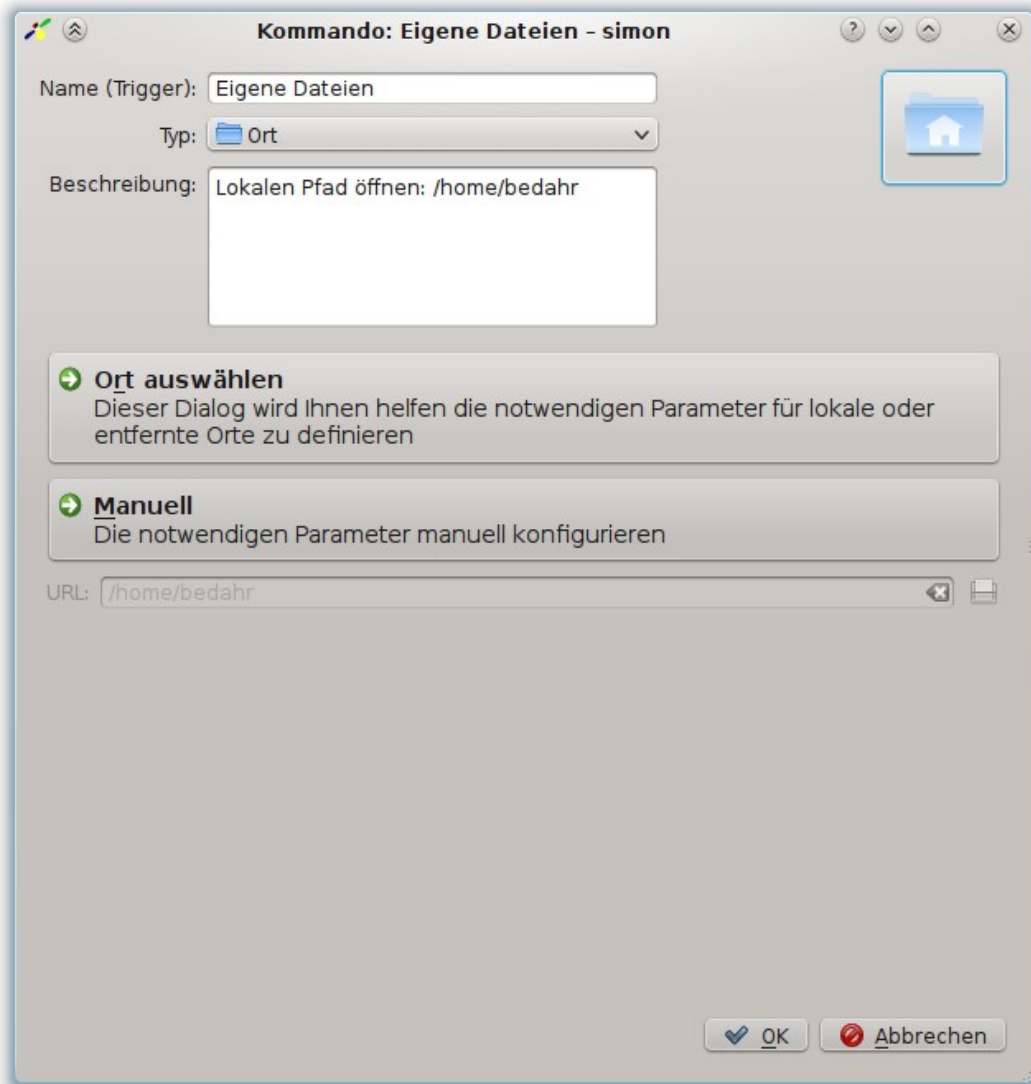 Kommando: Eigene Dateien – simon
Name (Trigger): Eigene Dateien
Typ: Ort
Beschreibung: Lokalen Pfad öffnen: /home/bedahr
Ort auswählen
Dieser Dialog wird Ihnen helfen die notwendigen Parameter für lokale oder
entfernte Orte zu definieren
Manuell
Die notwendigen Parameter manuell konfigurieren
URL: /home/bedahr
OK Abbrechen